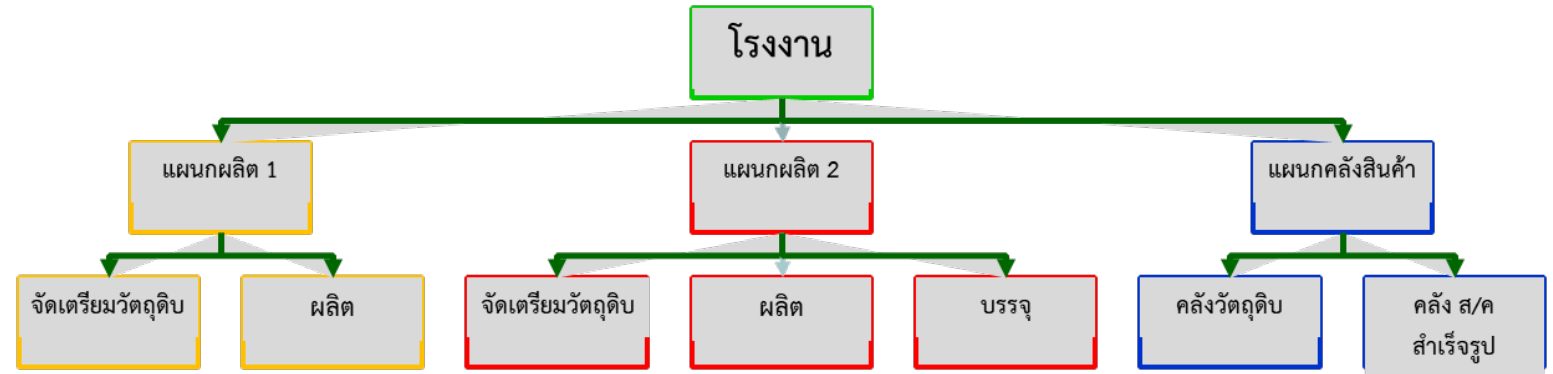 โรงงาน
แผนกผลิต 1
แผนกผลิต 2
แผนกคลังสินค้า
จัดเตรียมวัตถุดิบ
ผลิต
จัดเตรียมวัตถุดิบ
ผลิต
บรรจุ
คลังวัตถุดิบ
คลัง ส/ค
สำเร็จรูป